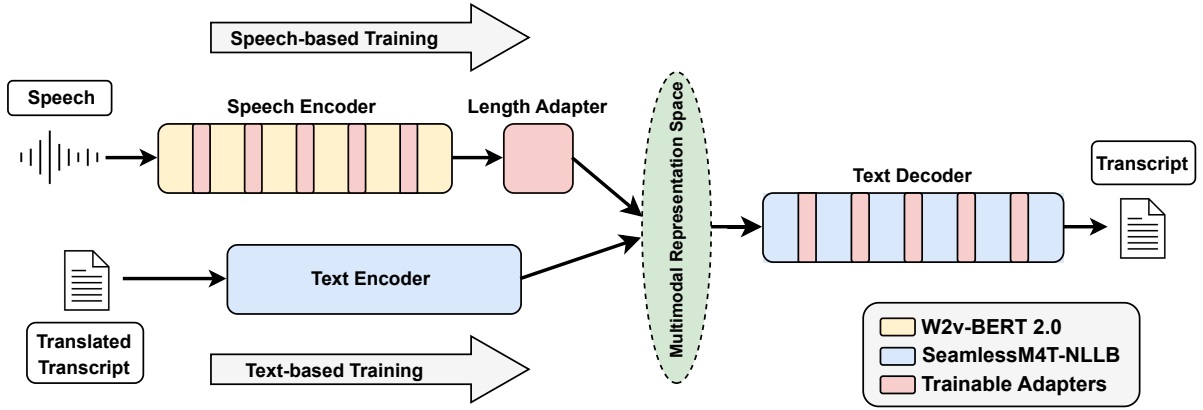 Speech-based Training
Speech
Speech Encoder
Length Adapter
Multimodal Representation Space
Text Decoder
Transcript
Text Encoder
Translated
Transcript
Text-based Training
W2v-BERT 2.0
SeamlessM4T-NLLB
Trainable Adapters